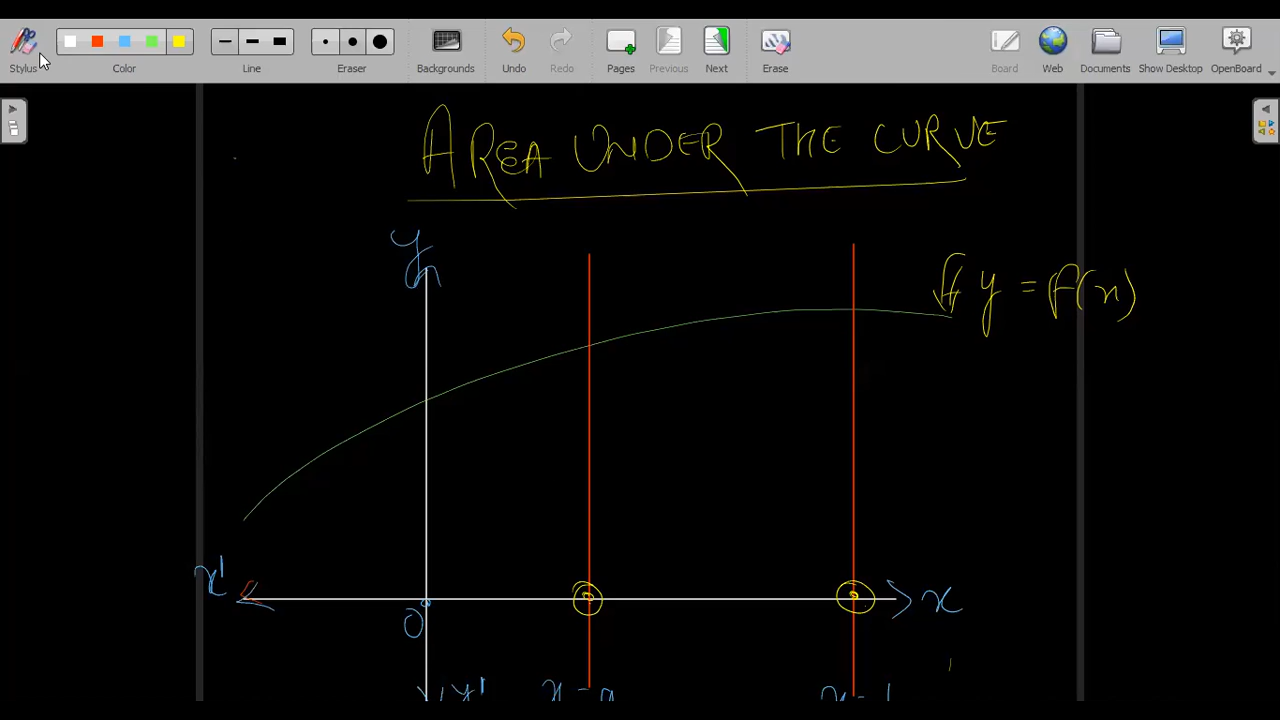 Stylus Color Line Eraser Backgrounds Undo Redo Pages Previous Next Erase Board Web Documents Show Desktop OpenBoard
AREA UNDER THE CURVE
y
y = f(x)
x'
x
O
y'